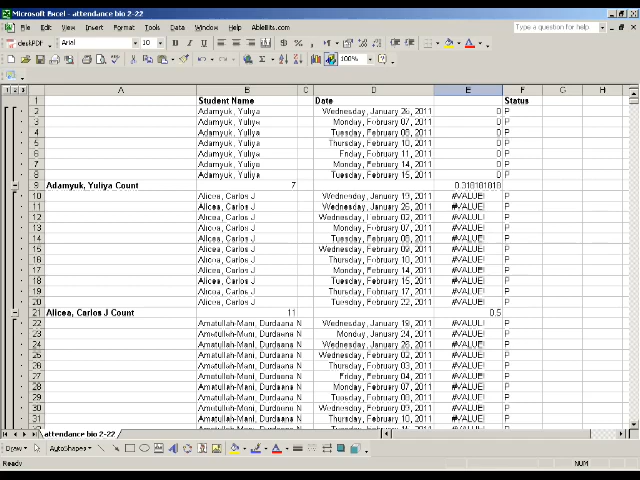 Microsoft Excel - attendance bio 2-22
File Edit View Insert Format Tools Data Window Help AbleBits.com Type a question for help
deskPDF Arial 10 B I U $ % ,
Σ 100%
1 2 3 A B C D E F G H
1 Student Name Date Status
2 Adamyuk, Yuliya Wednesday, January 26, 2011 0 P
3 Adamyuk, Yuliya Monday, February 07, 2011 0 P
4 Adamyuk, Yuliya Tuesday, February 08, 2011 0 P
5 Adamyuk, Yuliya Thursday, February 10, 2011 0 P
6 Adamyuk, Yuliya Friday, February 11, 2011 0 P
7 Adamyuk, Yuliya Monday, February 14, 2011 0 P
8 Adamyuk, Yuliya Tuesday, February 15, 2011 0 P
9 Adamyuk, Yuliya Count 7
10 Alicea, Carlos J Wednesday, January 19, 2011 #VALUE! P
11 Alicea, Carlos J Wednesday, January 26, 2011 #VALUE! P
12 Alicea, Carlos J Wednesday, February 02, 2011 #VALUE! P
13 Alicea, Carlos J Monday, February 07, 2011 #VALUE! P
14 Alicea, Carlos J Tuesday, February 08, 2011 #VALUE! P
15 Alicea, Carlos J Wednesday, February 09, 2011 #VALUE! P
16 Alicea, Carlos J Thursday, February 10, 2011 #VALUE! P
17 Alicea, Carlos J Monday, February 14, 2011 #VALUE! P
18 Alicea, Carlos J Tuesday, February 15, 2011 #VALUE! P
19 Alicea, Carlos J Thursday, February 17, 2011 #VALUE! P
20 Alicea, Carlos J Tuesday, February 22, 2011 #VALUE! P
21 Alicea, Carlos J Count 11 0.5
22 Amatullah-Mani, Durdaana N Wednesday, January 19, 2011 #VALUE! P
23 Amatullah-Mani, Durdaana N Monday, January 24, 2011 #VALUE! P
24 Amatullah-Mani, Durdaana N Wednesday, January 26, 2011 #VALUE! P
25 Amatullah-Mani, Durdaana N Wednesday, February 02, 2011 #VALUE! P
26 Amatullah-Mani, Durdaana N Thursday, February 03, 2011 #VALUE! P
27 Amatullah-Mani, Durdaana N Friday, February 04, 2011 #VALUE! P
28 Amatullah-Mani, Durdaana N Monday, February 07, 2011 #VALUE! P
29 Amatullah-Mani, Durdaana N Tuesday, February 08, 2011 #VALUE! P
30 Amatullah-Mani, Durdaana N Wednesday, February 09, 2011 #VALUE! P
31 Amatullah-Mani, Durdaana N Thursday, February 10, 2011 #VALUE! P
attendance bio 2-22
Draw AutoShapes
Ready NUM